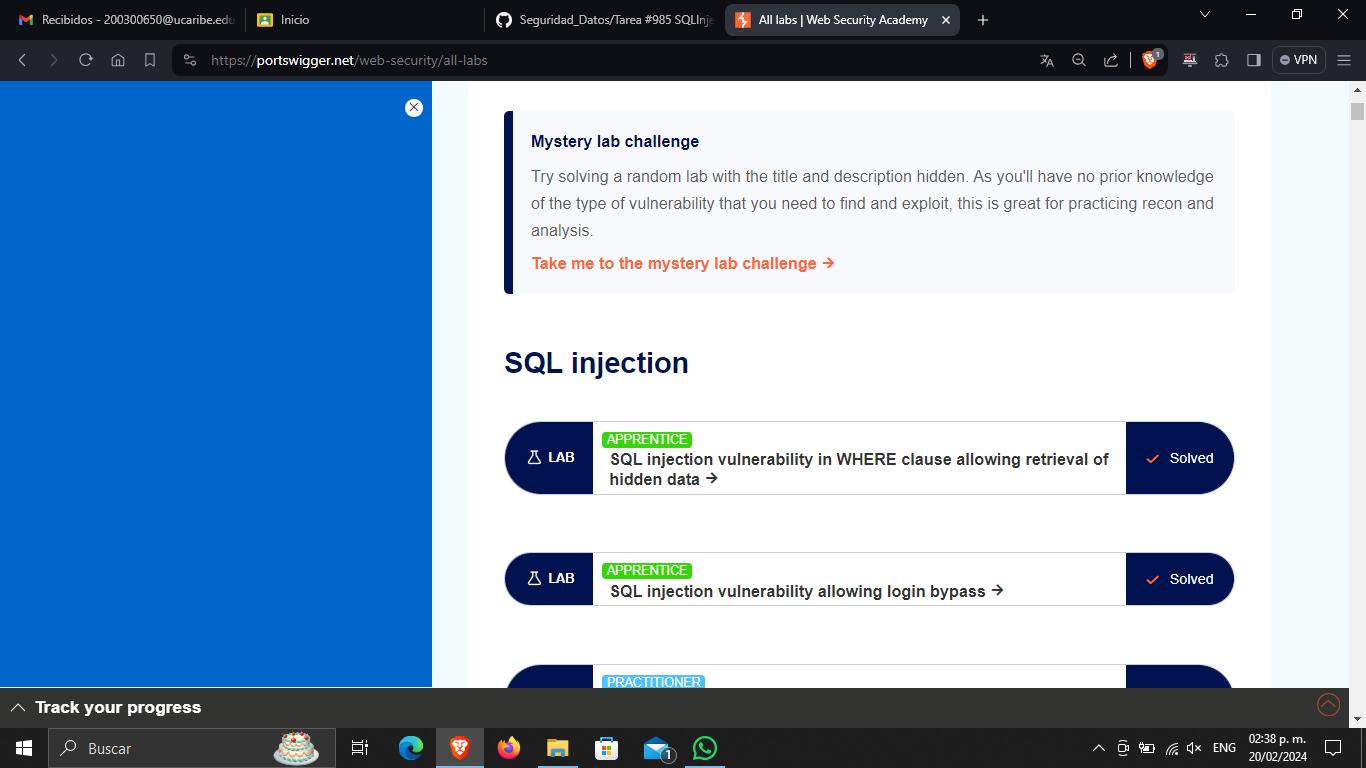 Recibidos - 200300650@ucaribe.edu
Inicio
Seguridad_Datos/Tarea #985 SQLInje
All labs | Web Security Academy
https://portswigger.net/web-security/all-labs
1
VPN
Mystery lab challenge
Try solving a random lab with the title and description hidden. As you'll have no prior knowledge
of the type of vulnerability that you need to find and exploit, this is great for practicing recon and
analysis.
Take me to the mystery lab challenge →
SQL injection
LAB
APPRENTICE
SQL injection vulnerability in WHERE clause allowing retrieval of
hidden data →
Solved
LAB
APPRENTICE
SQL injection vulnerability allowing login bypass →
Solved
PRACTITIONER
Track your progress
Buscar
1
ENG
02:38 p. m.
20/02/2024